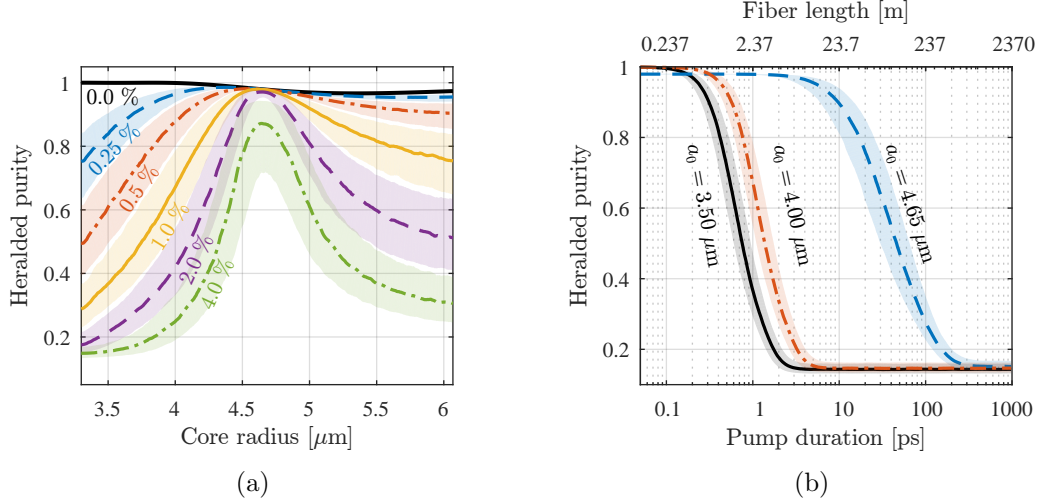 Fiber length [m]
0.237 2.37 23.7 237 2370
1
0.8
0.6
0.4
0.2
Heralded purity
0.0 %
0.25 %
0.5 %
1.0 %
2.0 %
4.0 %
3.5 4 4.5 5 5.5 6
Core radius [μm]
(a)
1
0.8
0.6
0.4
0.2
Heralded purity
a₀ = 3.50 μm
a₀ = 4.00 μm
a₀ = 4.65 μm
0.1 1 10 100 1000
Pump duration [ps]
(b)